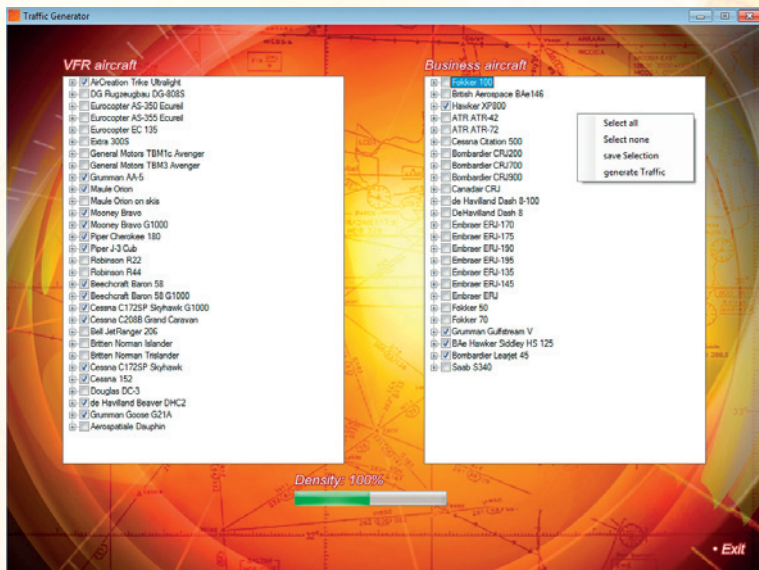 Traffic Generator
VFR aircraft
AirCreation Trike Ultralight
DG Flugzeugbau DG-808S
Eurocopter AS-350 Ecureil
Eurocopter AS-355 Ecureil
Eurocopter EC 135
Extra 300S
General Motors TBM1c Avenger
General Motors TBM3 Avenger
Grumman AA-5
Maule Orion
Maule Orion on skis
Mooney Bravo
Mooney Bravo G1000
Piper Cherokee 180
Piper J-3 Cub
Robinson R22
Robinson R44
Beechcraft Baron 58
Beechcraft Baron 58 G1000
Cessna C172SP Skyhawk G1000
Cessna C208B Grand Caravan
Bell JetRanger 206
Britten Norman Islander
Britten Norman Trislander
Cessna C172SP Skyhawk
Cessna 152
Douglas DC-3
de Havilland Beaver DHC2
Grumman Goose G21A
Aerospatiale Dauphin
Business aircraft
Fokker 100
British Aerospace BAe146
Hawker XP800
ATR ATR-42
ATR ATR-72
Cessna Citation 500
Bombardier CRJ200
Bombardier CRJ700
Bombardier CRJ900
Canadair CRJ
de Havilland Dash 8-100
DeHavilland Dash 8
Embraer ERJ-170
Embraer ERJ-175
Embraer ERJ-190
Embraer ERJ-195
Embraer ERJ-135
Embraer ERJ-145
Embraer ERJ
Fokker 50
Fokker 70
Grumman Gulfstream V
BAe Hawker Siddley HS 125
Bombardier Learjet 45
Saab S340
Select all
Select none
save Selection
generate Traffic
Density: 100%
• Exit